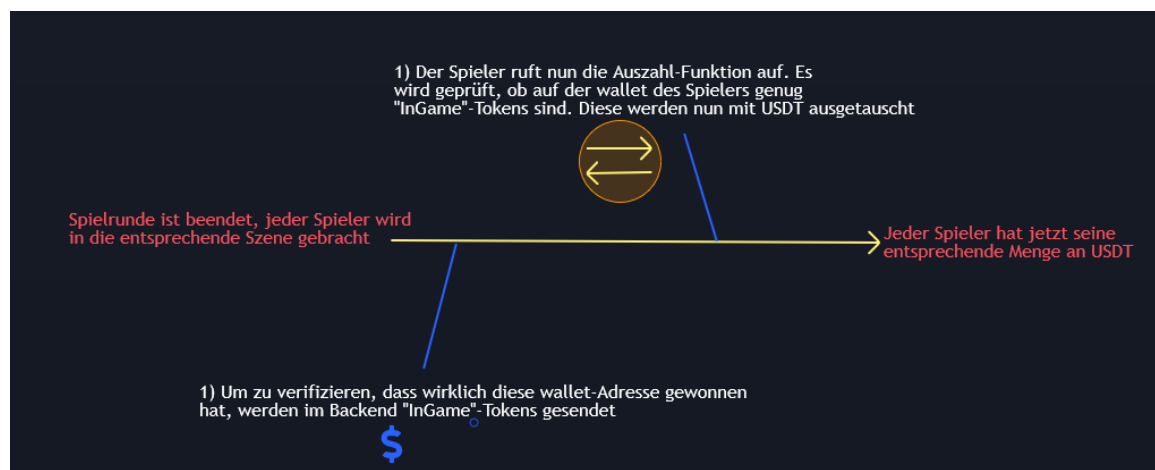 1) Der Spieler ruft nun die Auszahl-Funktion auf. Es
wird geprüft, ob auf der wallet des Spielers genug
"InGame"-Tokens sind. Diese werden nun mit USDT ausgetauscht
Spielrunde ist beendet, jeder Spieler wird
in die entsprechende Szene gebracht
Jeder Spieler hat jetzt seine
entsprechende Menge an USDT
1) Um zu verifizieren, dass wirklich diese wallet-Adresse gewonnen
hat, werden im Backend "InGame"-Tokens gesendet
$